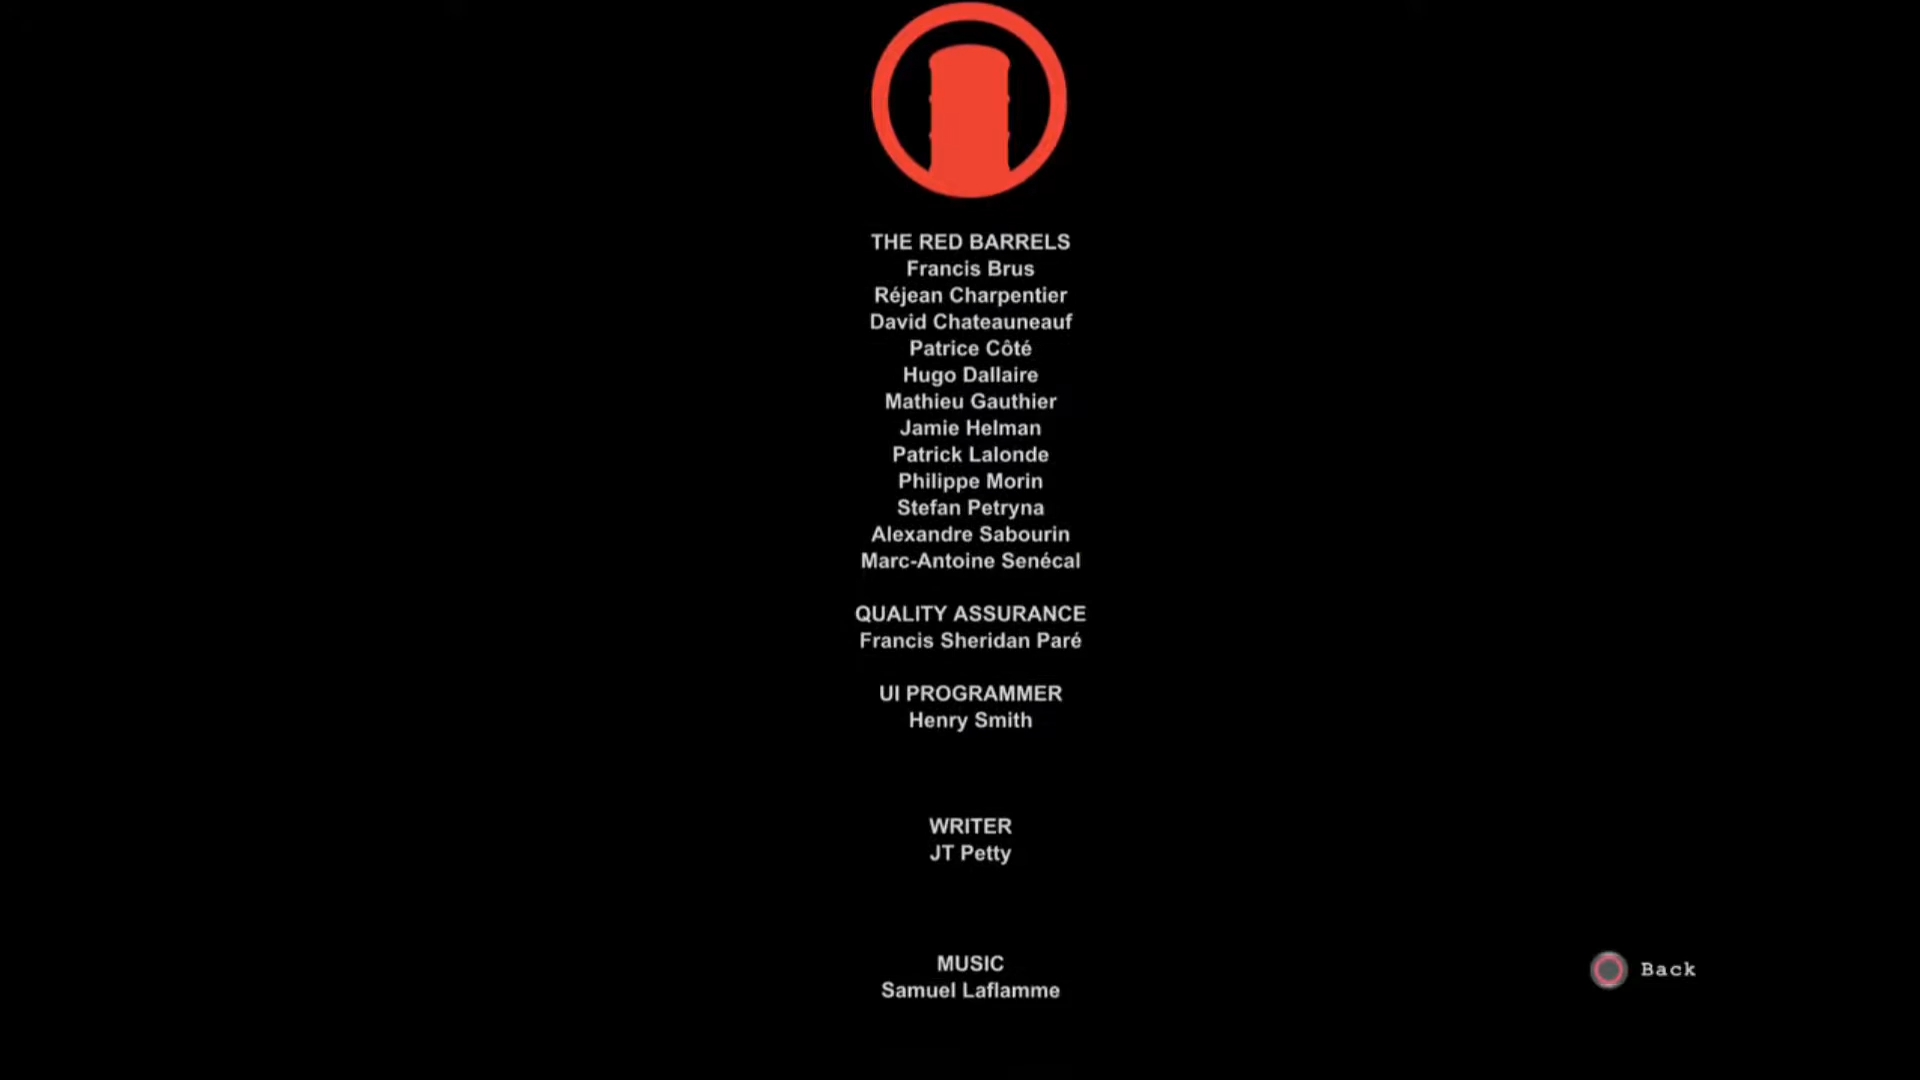 THE RED BARRELS
Francis Brus
Réjean Charpentier
David Chateauneuf
Patrice Côté
Hugo Dallaire
Mathieu Gauthier
Jamie Helman
Patrick Lalonde
Philippe Morin
Stefan Petryna
Alexandre Sabourin
Marc-Antoine Senécal
QUALITY ASSURANCE
Francis Sheridan Paré
UI PROGRAMMER
Henry Smith
WRITER
JT Petty
MUSIC
Samuel Laflamme
Back